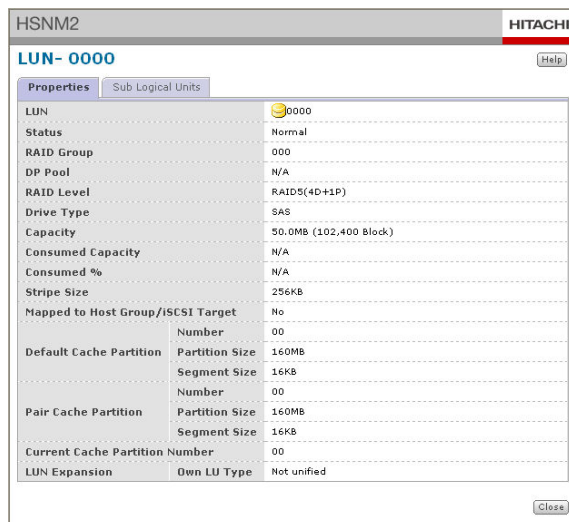 HSNM2
HITACHI
LUN- 0000
Help
Properties
Sub Logical Units
LUN 0000
Status Normal
RAID Group 000
DP Pool N/A
RAID Level RAID5(4D+1P)
Drive Type SAS
Capacity 50.0MB (102,400 Block)
Consumed Capacity N/A
Consumed % N/A
Stripe Size 256KB
Mapped to Host Group/iSCSI Target No
Default Cache Partition
Number 00
Partition Size 160MB
Segment Size 16KB
Pair Cache Partition
Number 00
Partition Size 160MB
Segment Size 16KB
Current Cache Partition Number 00
LUN Expansion Own LU Type Not unified
Close